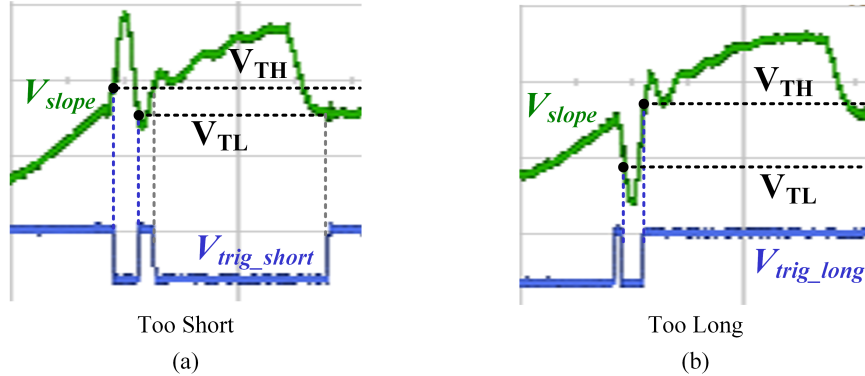 V_TH
V_slope
V_TL
V_trig_short
Too Short
(a)
V_TH
V_slope
V_TL
V_trig_long
Too Long
(b)